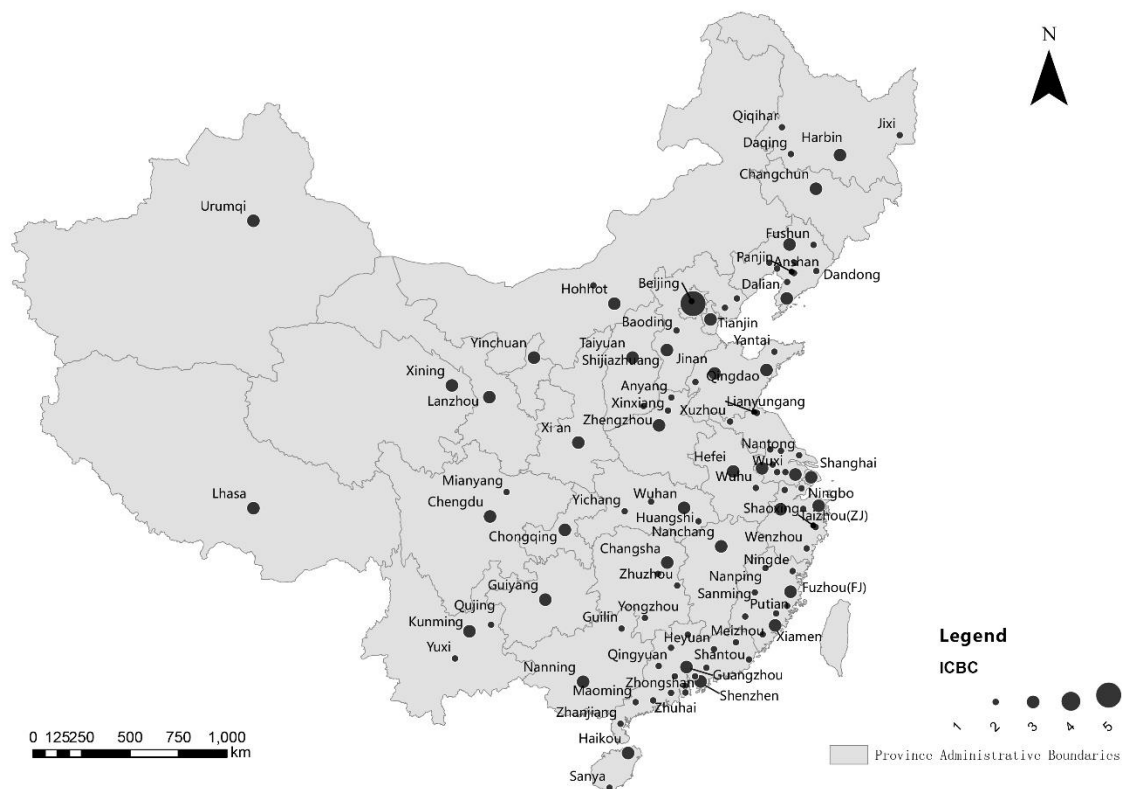 N
Qiqihar
Jixi
Daqing
Harbin
Changchun
Urumqi
Fushun
Panjin
Anshan
Dandong
Beijing
Dalian
Hohhot
Baoding
Tianjin
Yinchuan
Taiyuan
Yantai
Shijiazhuang
Jinan
Xining
Qingdao
Lanzhou
Anyang
Lianyungang
Xinxiang
Xuzhou
Zhengzhou
Xi an
Nantong
Hefei
Wuxi
Shanghai
Mianyang
Wuhu
Lhasa
Chengdu
Yichang
Wuhan
Ningbo
Shaoxing
Taizhou(ZJ)
Huangshi
Chongqing
Nanchang
Wenzhou
Changsha
Ningde
Zhuzhou
Nanping
Guiyang
Sanming
Fuzhou(FJ)
Qujing
Yongzhou
Putian
Kunming
Guilin
Heyuan
Meizhou
Xiamen
Yuxi
Qingyuan
Shantou
Nanning
Zhongshan
Guangzhou
Maoming
Shenzhen
Zhanjiang
Zhuhai
Haikou
Sanya
0 125250 500 750 1,000
km
Legend
ICBC
1 2 3 4 5
Province Administrative Boundaries